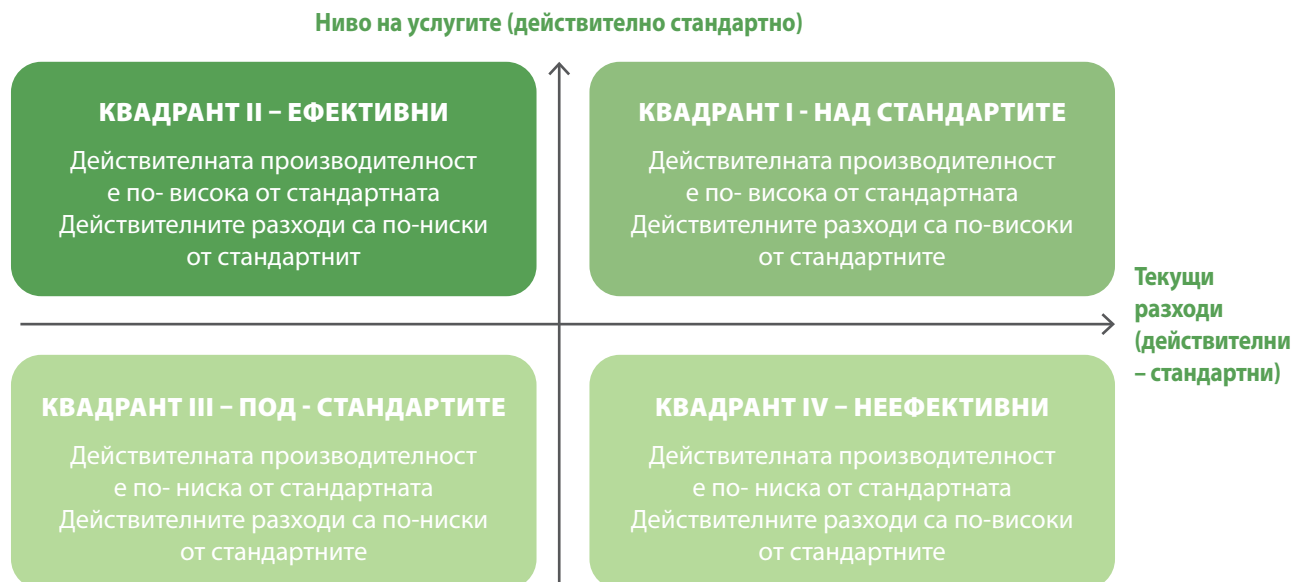 Ниво на услугите (действително стандартно)
КВАДРАНТ II – ЕФЕКТИВНИ
Действителната производителност
е по- висока от стандартната
Действителните разходи са по-ниски
от стандартнит
КВАДРАНТ I - НАД СТАНДАРТИТЕ
Действителната производителност
е по- висока от стандартната
Действителните разходи са по-високи
от стандартните
Текущи
разходи
(действителни
– стандартни)
КВАДРАНТ III – ПОД - СТАНДАРТИТЕ
Действителната производителност
е по- ниска от стандартната
Действителните разходи са по-ниски
от стандартните
КВАДРАНТ IV – НЕЕФЕКТИВНИ
Действителната производителност
е по- ниска от стандартната
Действителните разходи са по-високи
от стандартните